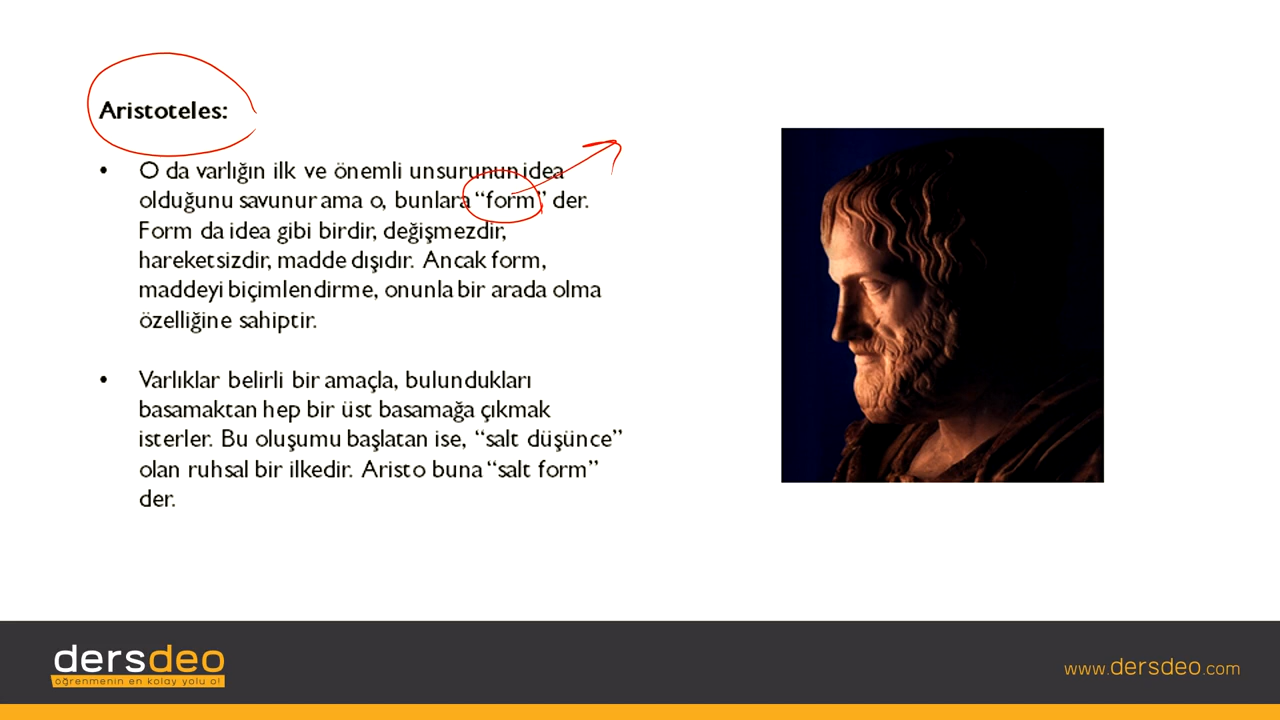 Aristoteles:
• O da varlığın ilk ve önemli unsurunun idea
olduğunu savunur ama o, bunlara “form” der.
Form da idea gibi birdir, değişmezdir,
hareketsizdir, madde dışıdır. Ancak form,
maddeyi biçimlendirme, onunla bir arada olma
özelliğine sahiptir.
• Varlıklar belirli bir amaçla, bulundukları
basamaktan hep bir üst basamağa çıkmak
isterler. Bu oluşumu başlatan ise, “salt düşünce”
olan ruhsal bir ilkedir. Aristo buna “salt form”
der.
dersdeo
öğrenmenin en kolay yolu o!
www.dersdeo.com